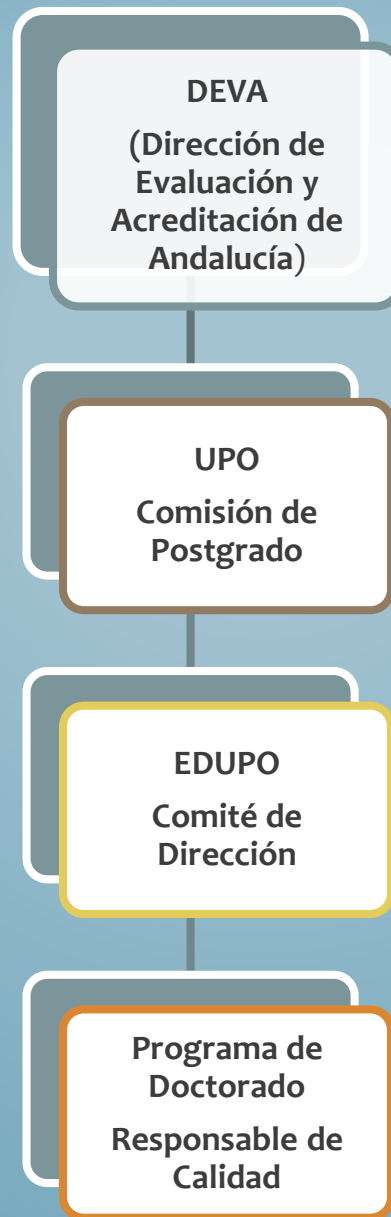 DEVA
(Dirección de
Evaluación y
Acreditación de
Andalucía)
UPO
Comisión de
Postgrado
EDUPO
Comité de
Dirección
Programa de
Doctorado
Responsable de
Calidad